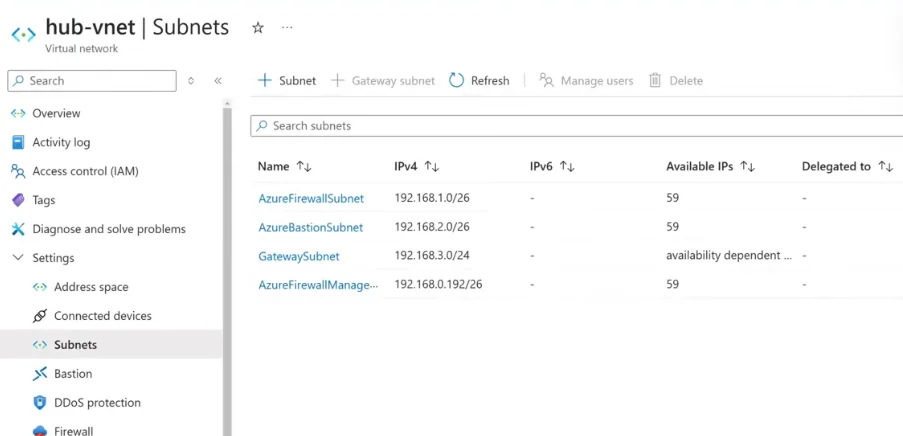 hub-vnet | Subnets
Virtual network
Search
+ Subnet + Gateway subnet Refresh Manage users Delete
Search subnets
Overview
Activity log
Access control (IAM)
Tags
Diagnose and solve problems
Settings
Address space
Connected devices
Subnets
Bastion
DDoS protection
Firewall
Name IPv4 IPv6 Available IPs Delegated to
AzureFirewallSubnet 192.168.1.0/26 - 59 -
AzureBastionSubnet 192.168.2.0/26 - 59 -
GatewaySubnet 192.168.3.0/24 - availability dependent ... -
AzureFirewallManage... 192.168.0.192/26 - 59 -